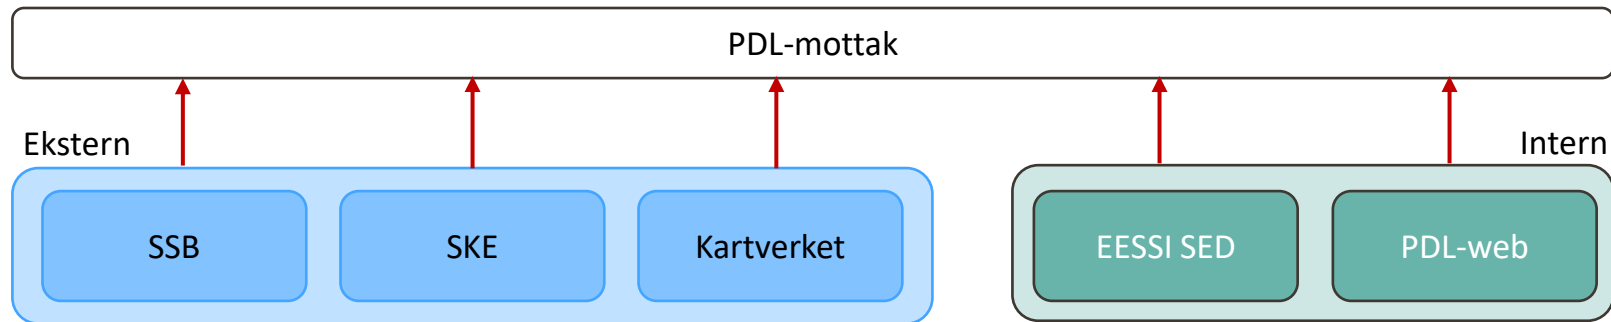 PDL-mottak
Ekstern
Intern
SSB
SKE
Kartverket
EESSI SED
PDL-web